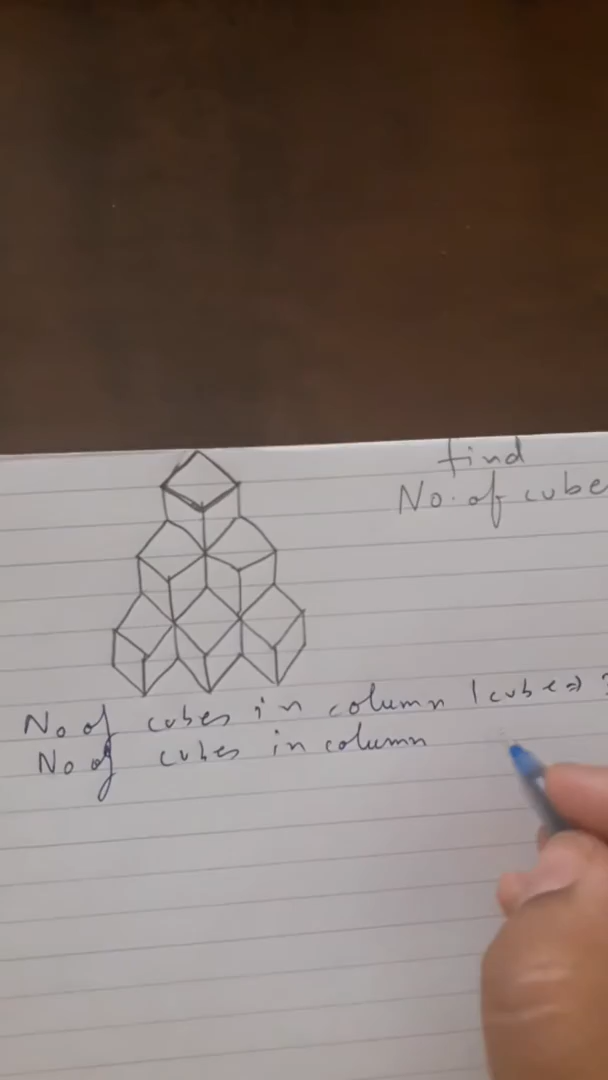 find
No. of cube
No of cubes in column 1 cube ⇒
No of cubes in column